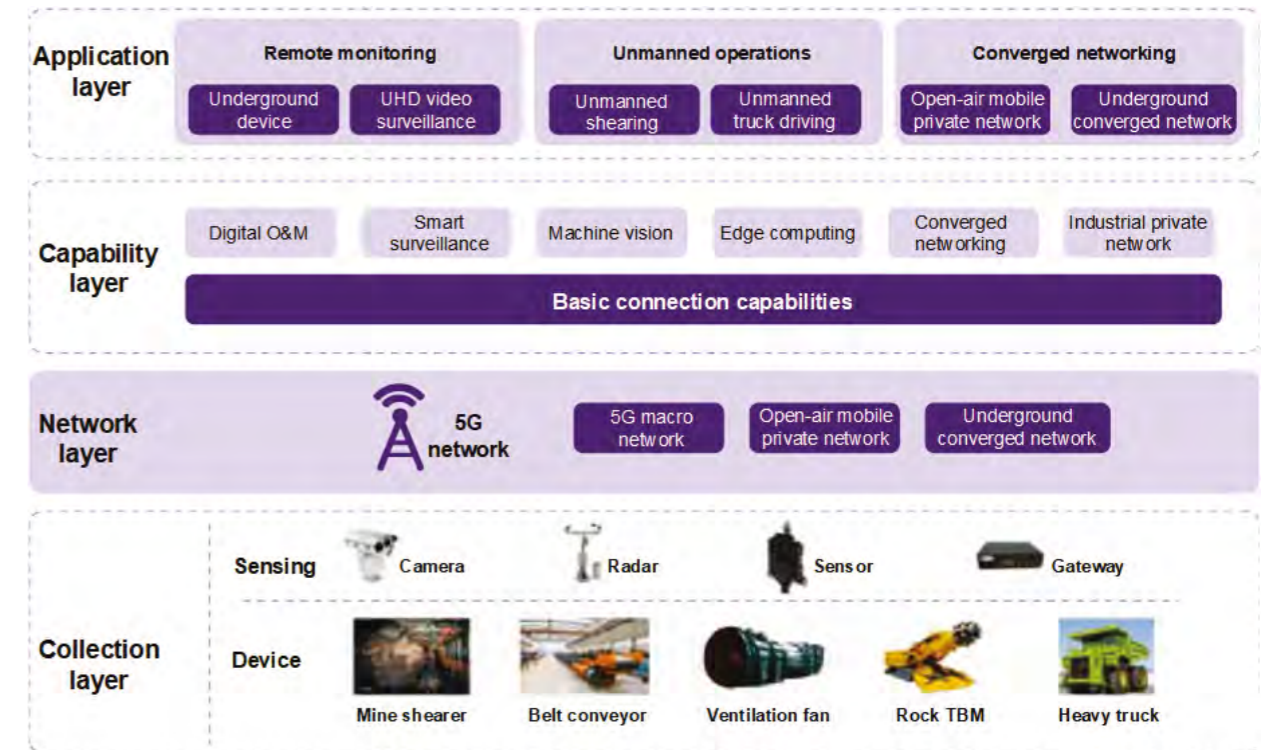 Application
layer
Remote monitoring
Underground
device
UHD video
surveillance
Unmanned operations
Unmanned
shearing
Unmanned
truck driving
Converged networking
Open-air mobile
private network
Underground
converged network
Capability
layer
Digital O&M
Smart
surveillance
Machine vision
Edge computing
Converged
networking
Industrial private
network
Basic connection capabilities
Network
layer
5G
network
5G macro
network
Open-air mobile
private network
Underground
converged network
Collection
layer
Sensing
Camera
Radar
Sensor
Gateway
Device
Mine shearer
Belt conveyor
Ventilation fan
Rock TBM
Heavy truck